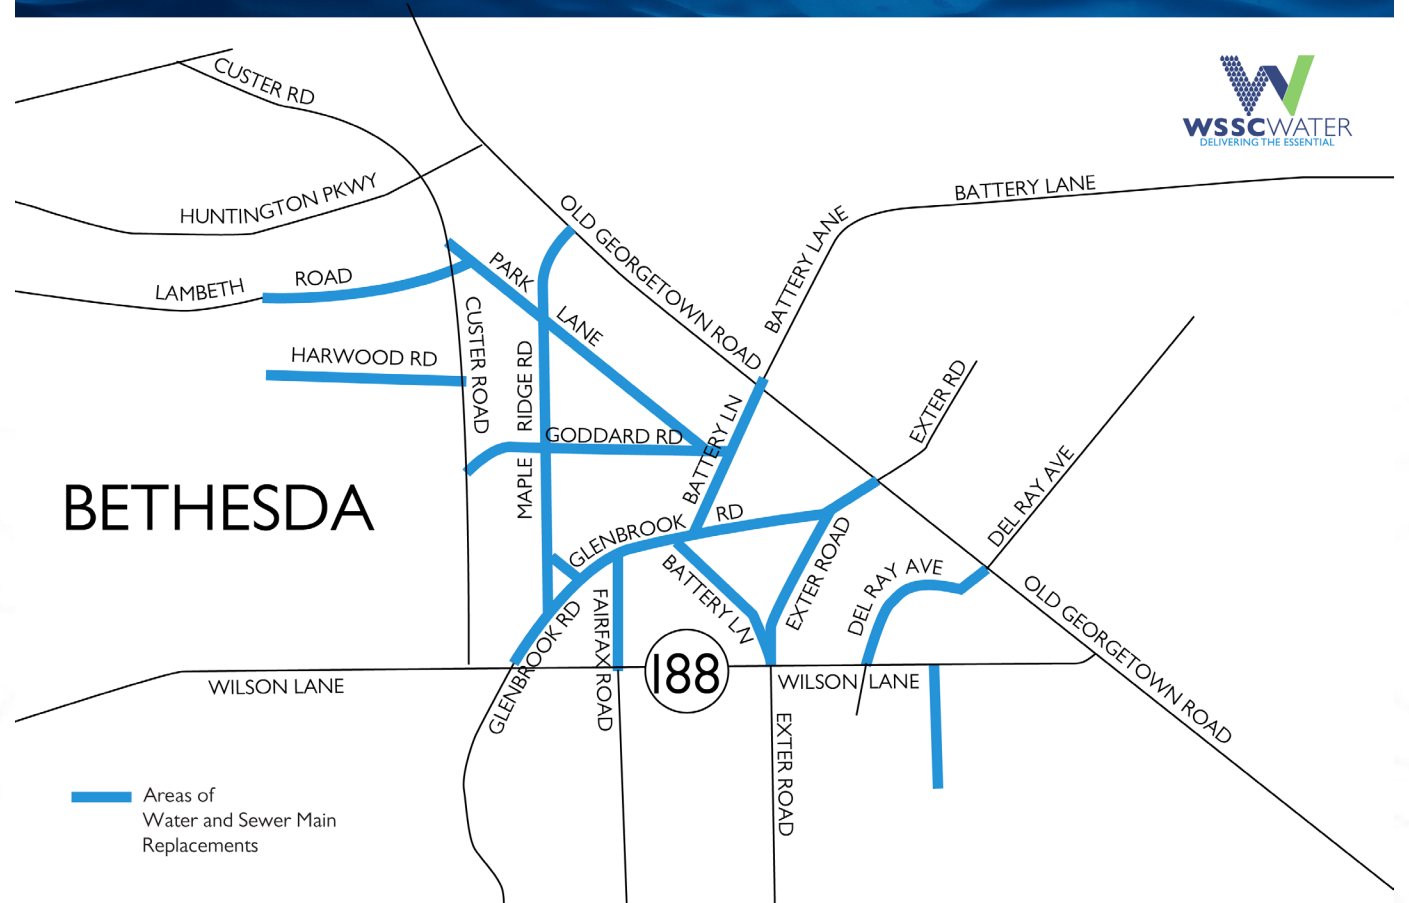 WSSCWATER
DELIVERING THE ESSENTIAL
CUSTER RD
HUNTINGTON PKWY
BATTERY LANE
OLD GEORGETOWN ROAD
BATTERY LANE
LAMBETH ROAD
PARK LANE
HARWOOD RD
CUSTER ROAD
MAPLE RIDGE RD
GODDARD RD
BATTERY LN
EXTER RD
DEL RAY AVE
BETHESDA
GLENBROOK RD
BATTERY LN
EXTER ROAD
DEL RAY AVE
OLD GEORGETOWN ROAD
GLENBROOK RD
FAIRFAX ROAD
188
WILSON LANE
WILSON LANE
GLENBROOK RD
EXTER ROAD
Areas of
Water and Sewer Main
Replacements